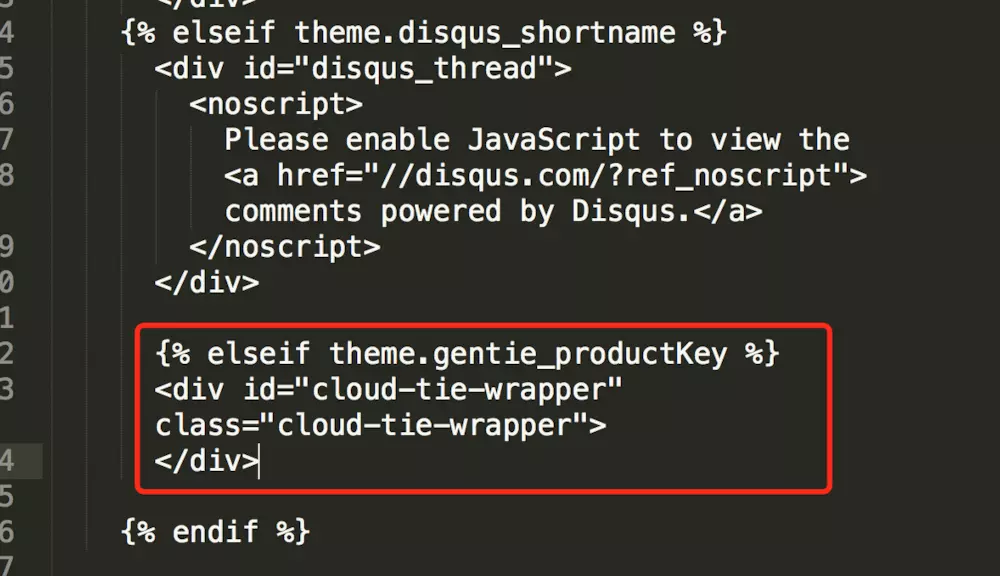 </div>
4 {% elseif theme.disqus_shortname %}
5 <div id="disqus_thread">
6 <noscript>
7 Please enable JavaScript to view the
8 <a href="//disqus.com/?ref_noscript">
comments powered by Disqus.</a>
9 </noscript>
0 </div>
1
2 {% elseif theme.gentie_productKey %}
3 <div id="cloud-tie-wrapper"
class="cloud-tie-wrapper">
4 </div>
5
6 {% endif %}
7